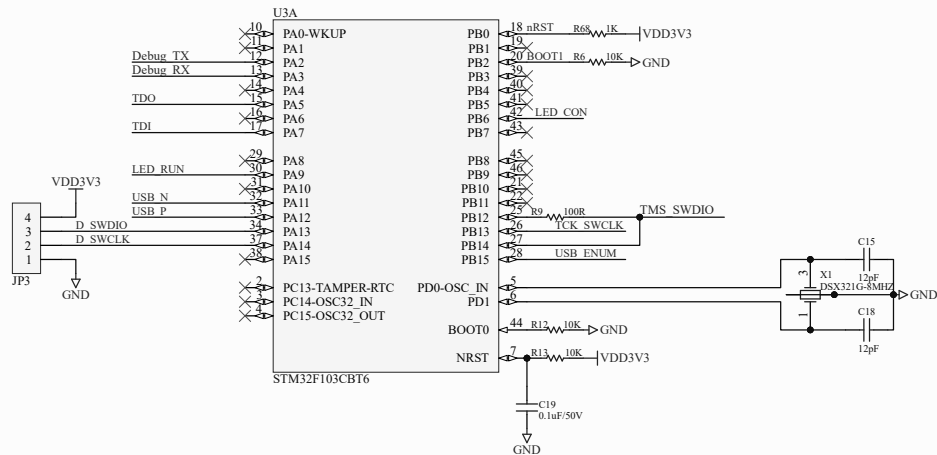 U3A
10 PA0-WKUP PB0 18 nRST R68 1K VDD3V3
11 PA1 PB1 19
Debug_TX 12 PA2 PB2 20 BOOT1 R6 10K GND
Debug_RX 13 PA3 PB3 39
14 PA4 PB4 40
TDO 15 PA5 PB5 41
16 PA6 PB6 42 LED_CON
TDI 17 PA7 PB7 43
29 PA8 PB8 45
LED_RUN 30 PA9 PB9 46
31 PA10 PB10 21
USB_N 32 PA11 PB11 22
USB_P 33 PA12 PB12 25 R9 100R TMS_SWDIO
VDD3V3
4
3 D_SWDIO 34 PA13 PB13 26 TCK_SWCLK
2 D_SWCLK 37 PA14 PB14 27
1 38 PA15 PB15 28 USB_ENUM
JP3
GND
2 PC13-TAMPER-RTC PD0-OSC_IN 5
3 PC14-OSC32_IN PD1 6
4 PC15-OSC32_OUT
BOOT0 44 R12 10K GND
NRST 7 R13 10K VDD3V3
STM32F103CBT6
C19
0.1uF/50V
GND
C15
12pF
3 X1
DSX321G-8MHZ
GND
1
C18
12pF